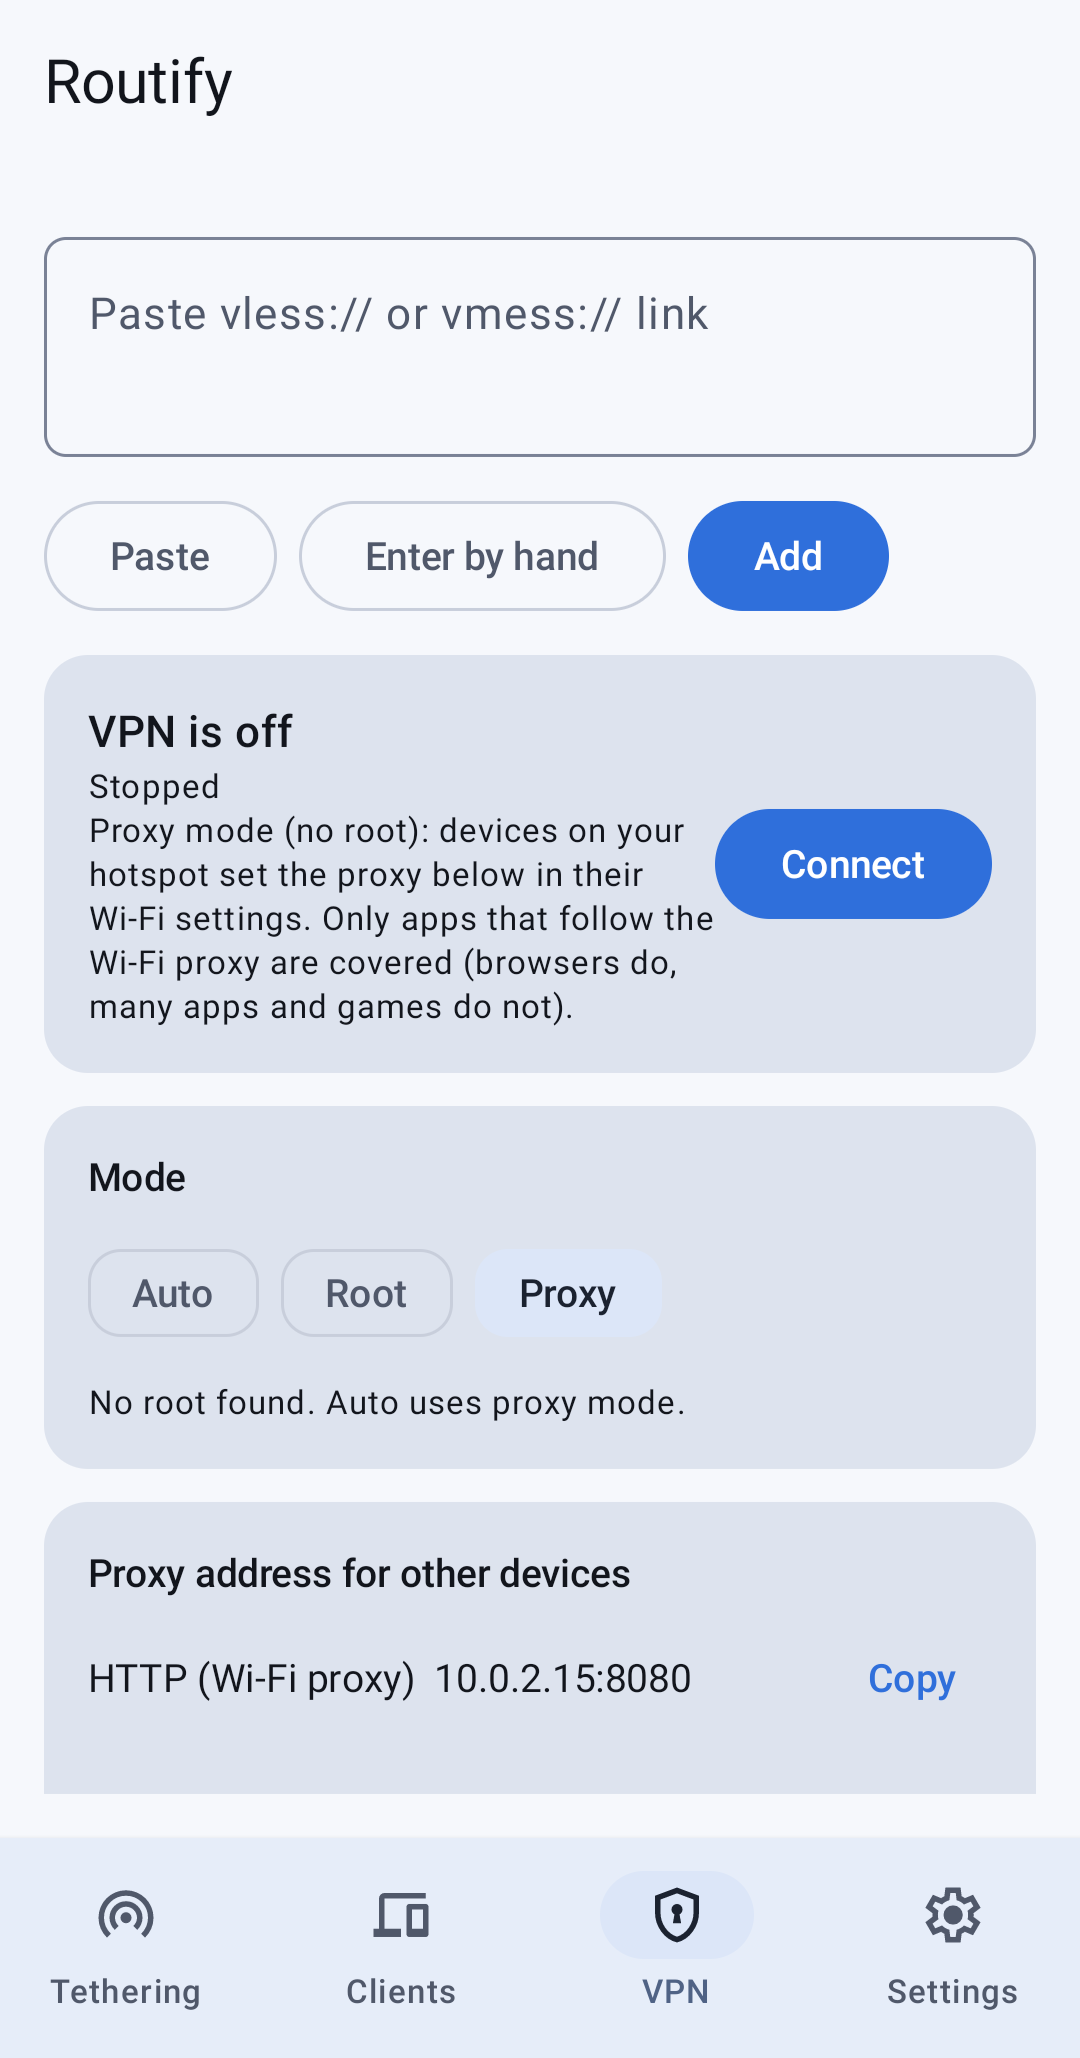 Routify
Paste vless:// or vmess:// link
Paste
Enter by hand
Add
VPN is off
Stopped
Proxy mode (no root): devices on your
hotspot set the proxy below in their
Wi-Fi settings. Only apps that follow the
Wi-Fi proxy are covered (browsers do,
many apps and games do not).
Connect
Mode
Auto
Root
Proxy
No root found. Auto uses proxy mode.
Proxy address for other devices
HTTP (Wi-Fi proxy) 10.0.2.15:8080
Copy
Tethering
Clients
VPN
Settings